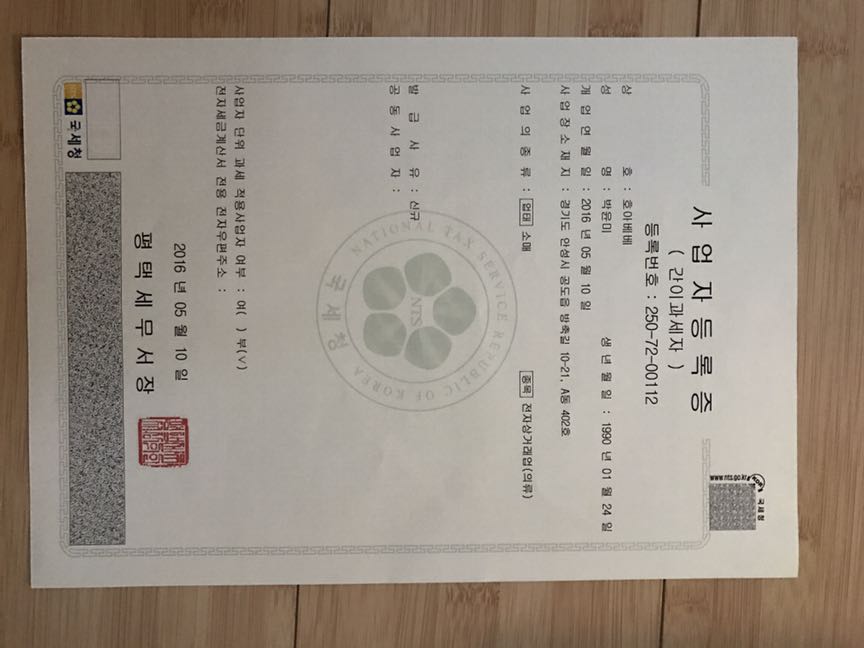 사업자등록증
( 간이과세자 )
등록번호 : 250-72-00112
상 호 : 호아베베
성 명 : 박윤미 생 년 월 일 : 1990 년 01 월 24 일
개 업 연 월 일 : 2016 년 05 월 10 일
사 업 장 소 재 지 : 경기도 안성시 공도읍 방축길 10-21, A동 402호
사 업 의 종 류 : 업태 소매 종목 전자상거래업(의류)
발 급 사 유 : 신규
공 동 사 업 자 :
사업자 단위 과세 적용사업자 여부 : 여( ) 부(v)
전자세금계산서 전용 전자우편주소 :
2016 년 05 월 10 일
평택세무서장
국세청
NATIONAL TAX SERVICE REPUBLIC OF KOREA
국세청
NTS
www.nts.go.kr
국세청